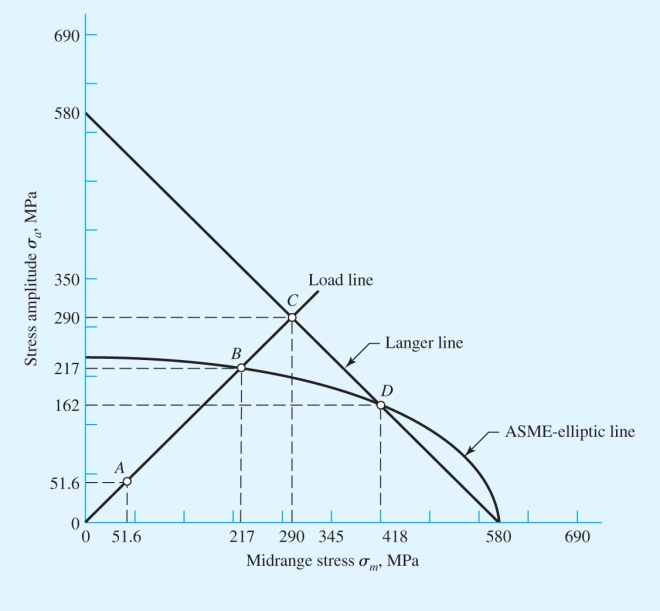 690
580
Stress amplitude σa, MPa
350
Load line
C
290
Langer line
B
217
D
162
ASME-elliptic line
A
51.6
0
0 51.6 217 290 345 418 580 690
Midrange stress σm, MPa